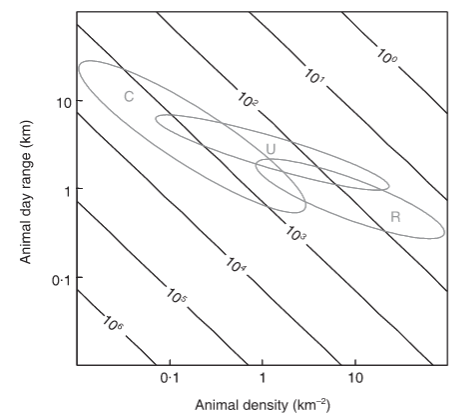 10⁰
10¹
10²
C
10
U
Animal day range (km)
1
R
10³
10⁴
0·1
10⁵
10⁶
0·1 1 10
Animal density (km⁻²)